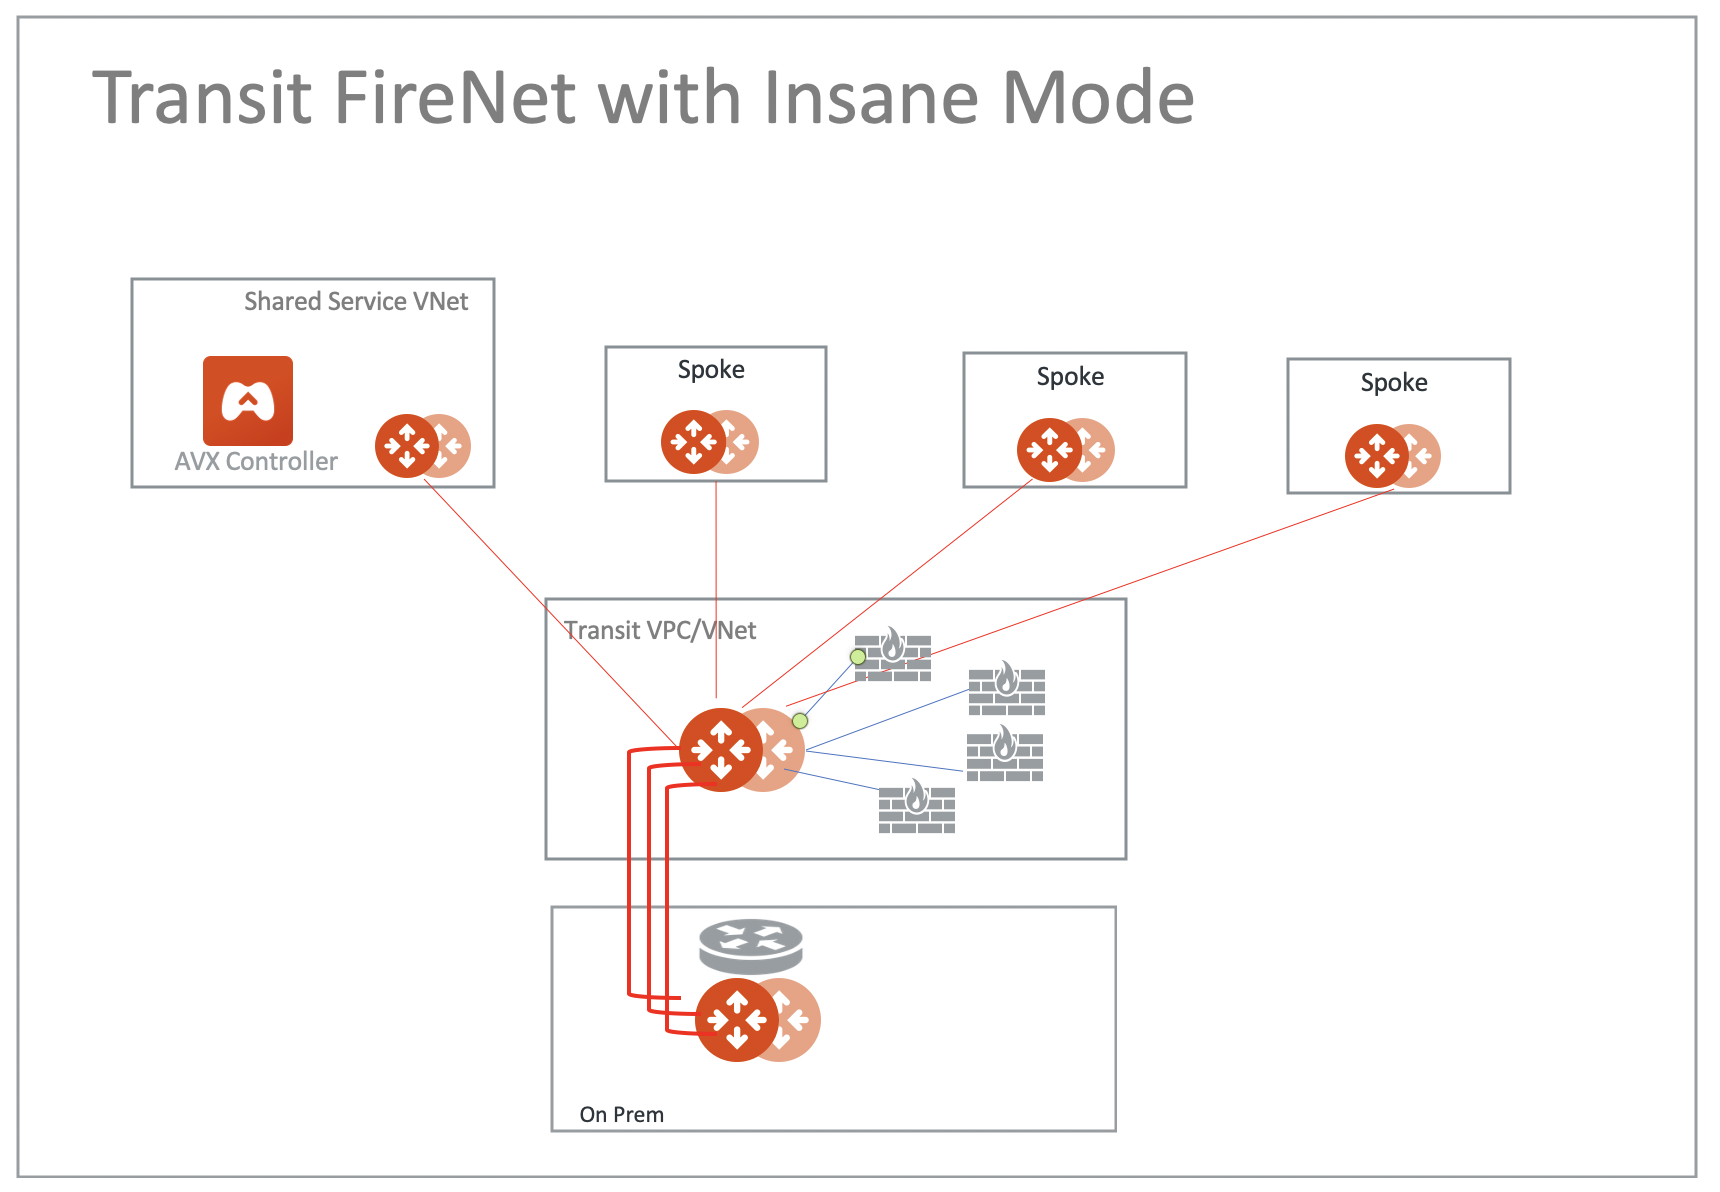 Transit FireNet with Insane Mode
Shared Service VNet
AVX Controller
Spoke
Spoke
Spoke
Transit VPC/VNet
On Prem